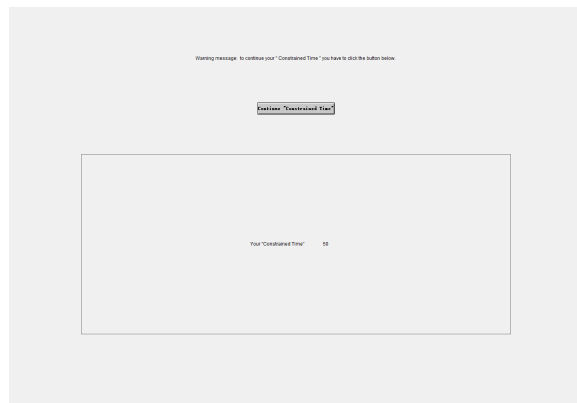 Warning message: to continue your " Constrained Time " you have to click the button below.
Continue "Constrained Time"
Your "Constrained Time" 58